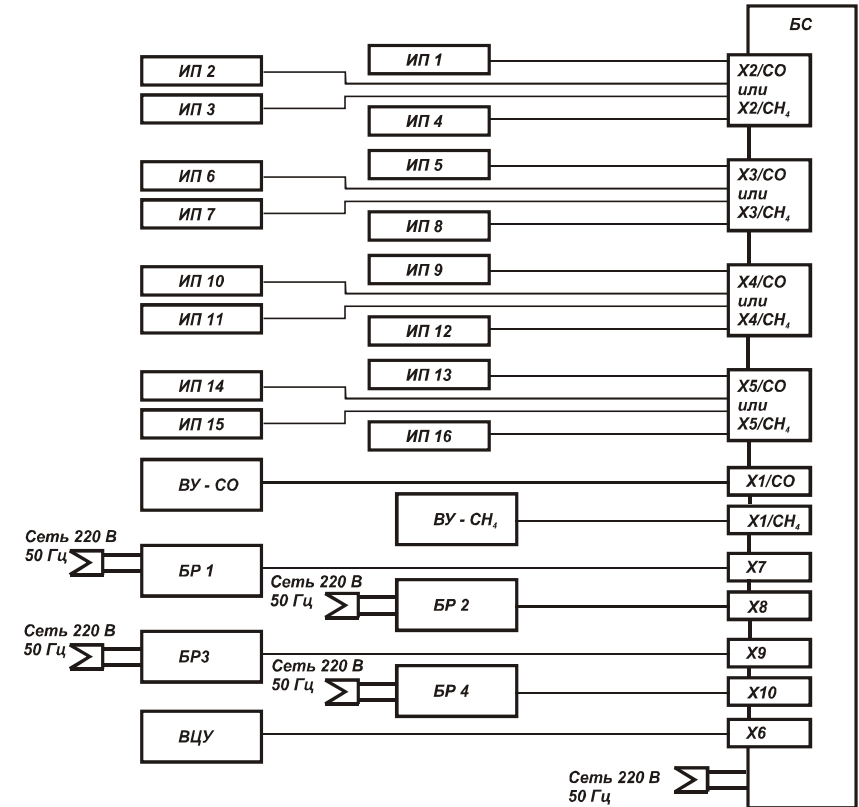 БС
ИП 1
ИП 2
ИП 3
ИП 4
X2/CO
или
X2/CH₄
ИП 5
ИП 6
ИП 7
ИП 8
X3/CO
или
X3/CH₄
ИП 9
ИП 10
ИП 11
ИП 12
X4/CO
или
X4/CH₄
ИП 13
ИП 14
ИП 15
ИП 16
X5/CO
или
X5/CH₄
ВУ - СО
X1/CO
ВУ - СН₄
X1/CH₄
Сеть 220 В
50 Гц
БР 1
X7
Сеть 220 В
50 Гц
БР 2
X8
Сеть 220 В
50 Гц
БР3
X9
Сеть 220 В
50 Гц
БР 4
X10
ВЦУ
X6
Сеть 220 В
50 Гц